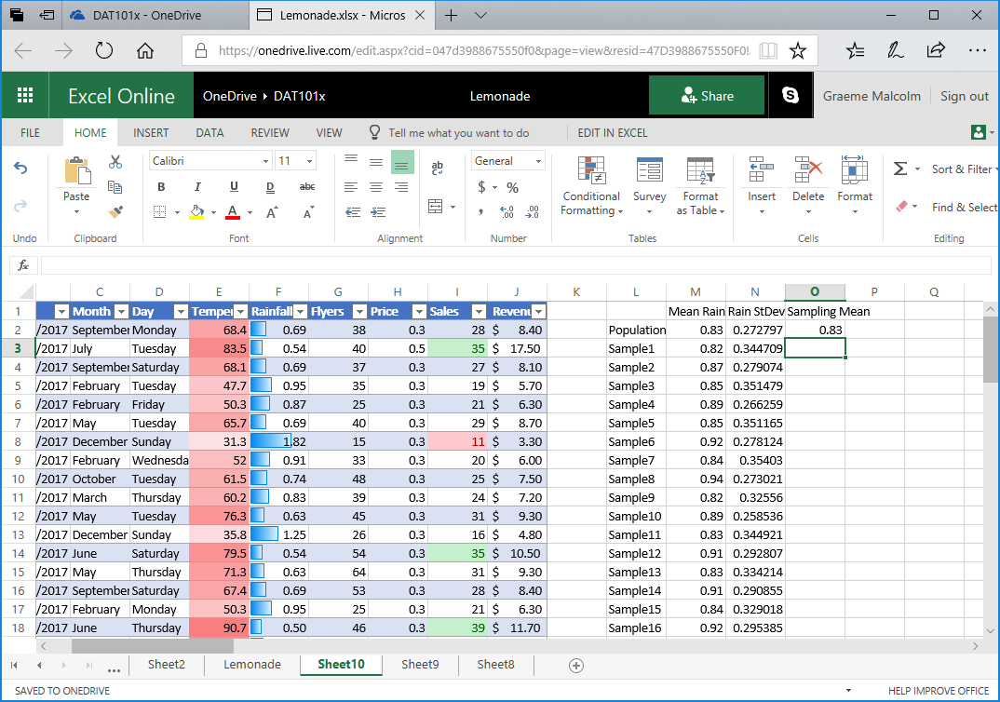 DAT101x - OneDrive
Lemonade.xlsx - Micros
https://onedrive.live.com/edit.aspx?cid=047d3988675550f0&page=view&resid=47D3988675550F0!
Excel Online OneDrive DAT101x Lemonade Share Graeme Malcolm Sign out
FILE HOME INSERT DATA REVIEW VIEW Tell me what you want to do EDIT IN EXCEL
Calibri 11 General Sort & Filter
Paste B I U D abc $ % Conditional Formatting Survey Format as Table Insert Delete Format Find & Select
Undo Clipboard Font Alignment Number Tables Cells Editing
fx
C D E F G H I J K L M N O P Q
1 Month Day Temper Rainfall Flyers Price Sales Revenu Mean Rain Rain StDev Sampling Mean
2 /2017 September Monday 68.4 0.69 38 0.3 28 $ 8.40 Population 0.83 0.272797 0.83
3 /2017 July Tuesday 83.5 0.54 40 0.5 35 $ 17.50 Sample1 0.82 0.344709
4 /2017 September Saturday 68.1 0.69 37 0.3 27 $ 8.10 Sample2 0.87 0.279074
5 /2017 February Tuesday 47.7 0.95 35 0.3 19 $ 5.70 Sample3 0.85 0.351479
6 /2017 February Friday 50.3 0.87 25 0.3 21 $ 6.30 Sample4 0.89 0.266259
7 /2017 May Tuesday 65.7 0.69 40 0.3 29 $ 8.70 Sample5 0.85 0.351165
8 /2017 December Sunday 31.3 1.82 15 0.3 11 $ 3.30 Sample6 0.92 0.278124
9 /2017 February Wednesda 52 0.91 33 0.3 20 $ 6.00 Sample7 0.84 0.35403
10 /2017 October Tuesday 61.5 0.74 48 0.3 25 $ 7.50 Sample8 0.94 0.273021
11 /2017 March Thursday 60.2 0.83 39 0.3 24 $ 7.20 Sample9 0.82 0.32556
12 /2017 May Tuesday 76.3 0.63 45 0.3 31 $ 9.30 Sample10 0.89 0.258536
13 /2017 December Sunday 35.8 1.25 26 0.3 16 $ 4.80 Sample11 0.83 0.344921
14 /2017 June Saturday 79.5 0.54 54 0.3 35 $ 10.50 Sample12 0.91 0.292807
15 /2017 May Thursday 71.3 0.63 64 0.3 31 $ 9.30 Sample13 0.83 0.334214
16 /2017 September Saturday 67.4 0.69 53 0.3 28 $ 8.40 Sample14 0.91 0.290855
17 /2017 February Monday 50.3 0.95 25 0.3 21 $ 6.30 Sample15 0.84 0.329018
18 /2017 June Thursday 90.7 0.50 46 0.3 39 $ 11.70 Sample16 0.92 0.295385
... Sheet2 Lemonade Sheet10 Sheet9 Sheet8
SAVED TO ONEDRIVE HELP IMPROVE OFFICE